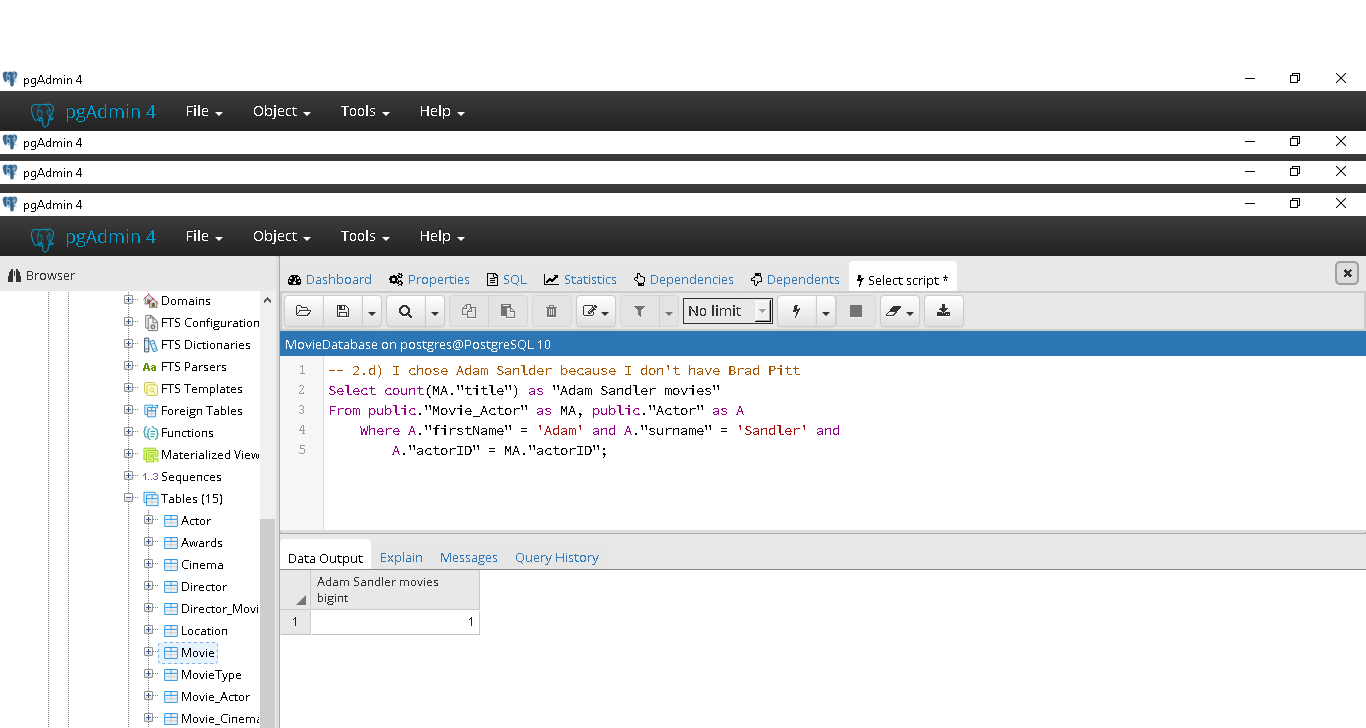 pgAdmin 4
pgAdmin 4 File Object Tools Help
pgAdmin 4
pgAdmin 4
pgAdmin 4
pgAdmin 4 File Object Tools Help
Browser
Domains
FTS Configuration
FTS Dictionaries
Aa FTS Parsers
FTS Templates
Foreign Tables
Functions
Materialized View
1..3 Sequences
Tables (15)
Actor
Awards
Cinema
Director
Director_Movi
Location
Movie
MovieType
Movie_Actor
Movie_Cinema
Dashboard Properties SQL Statistics Dependencies Dependents Select script *
No limit
MovieDatabase on postgres@PostgreSQL 10
1 -- 2.d) I chose Adam Sanlder because I don't have Brad Pitt
2 Select count(MA."title") as "Adam Sandler movies"
3 From public."Movie_Actor" as MA, public."Actor" as A
4 Where A."firstName" = 'Adam' and A."surname" = 'Sandler' and
5 A."actorID" = MA."actorID";
Data Output Explain Messages Query History
Adam Sandler movies
bigint
1 1